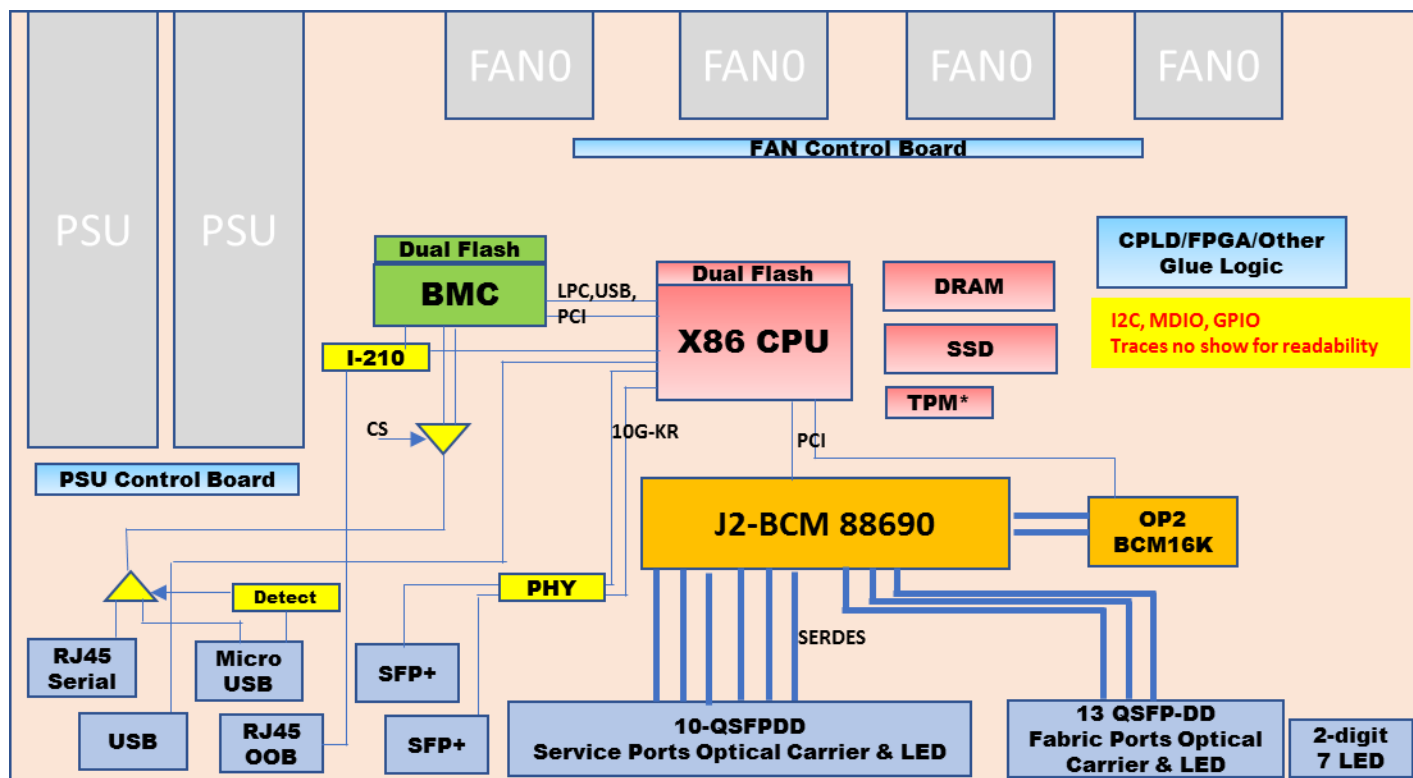 FAN0
FAN0
FAN0
FAN0
FAN Control Board
PSU
PSU
Dual Flash
BMC
LPC,USB,
PCI
Dual Flash
X86 CPU
DRAM
SSD
TPM*
CPLD/FPGA/Other
Glue Logic
I2C, MDIO, GPIO
Traces no show for readability
I-210
CS
10G-KR
PCI
PSU Control Board
J2-BCM 88690
OP2
BCM16K
Detect
PHY
SERDES
RJ45
Serial
Micro
USB
SFP+
USB
RJ45
OOB
SFP+
10-QSFPDD
Service Ports Optical Carrier & LED
13 QSFP-DD
Fabric Ports Optical
Carrier & LED
2-digit
7 LED